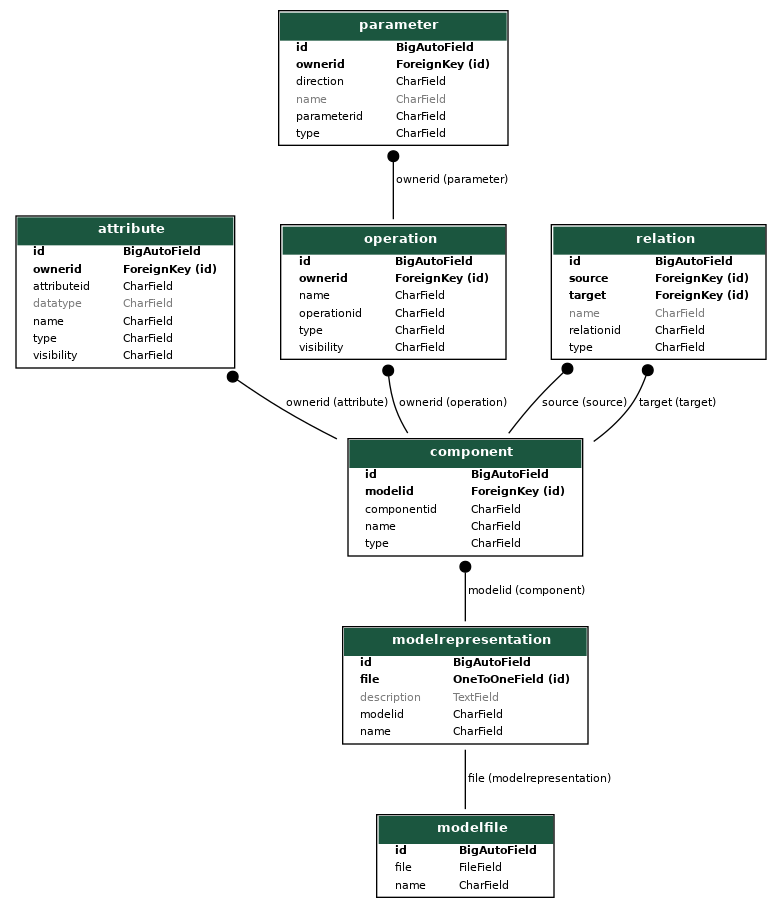 parameter
id BigAutoField
ownerid ForeignKey (id)
direction CharField
name CharField
parameterid CharField
type CharField
ownerid (parameter)
attribute
id BigAutoField
ownerid ForeignKey (id)
attributeid CharField
datatype CharField
name CharField
type CharField
visibility CharField
operation
id BigAutoField
ownerid ForeignKey (id)
name CharField
operationid CharField
type CharField
visibility CharField
relation
id BigAutoField
source ForeignKey (id)
target ForeignKey (id)
name CharField
relationid CharField
type CharField
ownerid (attribute)
ownerid (operation)
source (source)
target (target)
component
id BigAutoField
modelid ForeignKey (id)
componentid CharField
name CharField
type CharField
modelid (component)
modelrepresentation
id BigAutoField
file OneToOneField (id)
description TextField
modelid CharField
name CharField
file (modelrepresentation)
modelfile
id BigAutoField
file FileField
name CharField